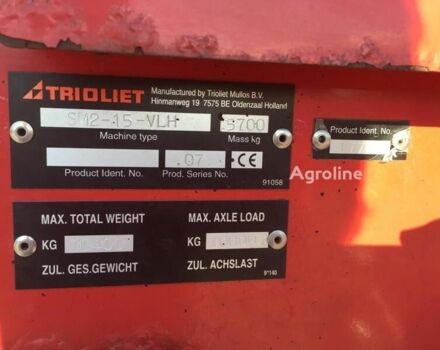 TRIOLIET
Manufactured by Trioliet Mullos B.V.
Hinmanweg 19 7575 BE Oldenzaal Holland
SM2-15-VLH
Machine type
Mass kg
.07
CE
Product Ident. No.
Prod. Series No.
91058
Product Ident. No.
Agroline
MAX. TOTAL WEIGHT
KG
ZUL. GES.GEWICHT
MAX. AXLE LOAD
KG
ZUL. ACHSLAST